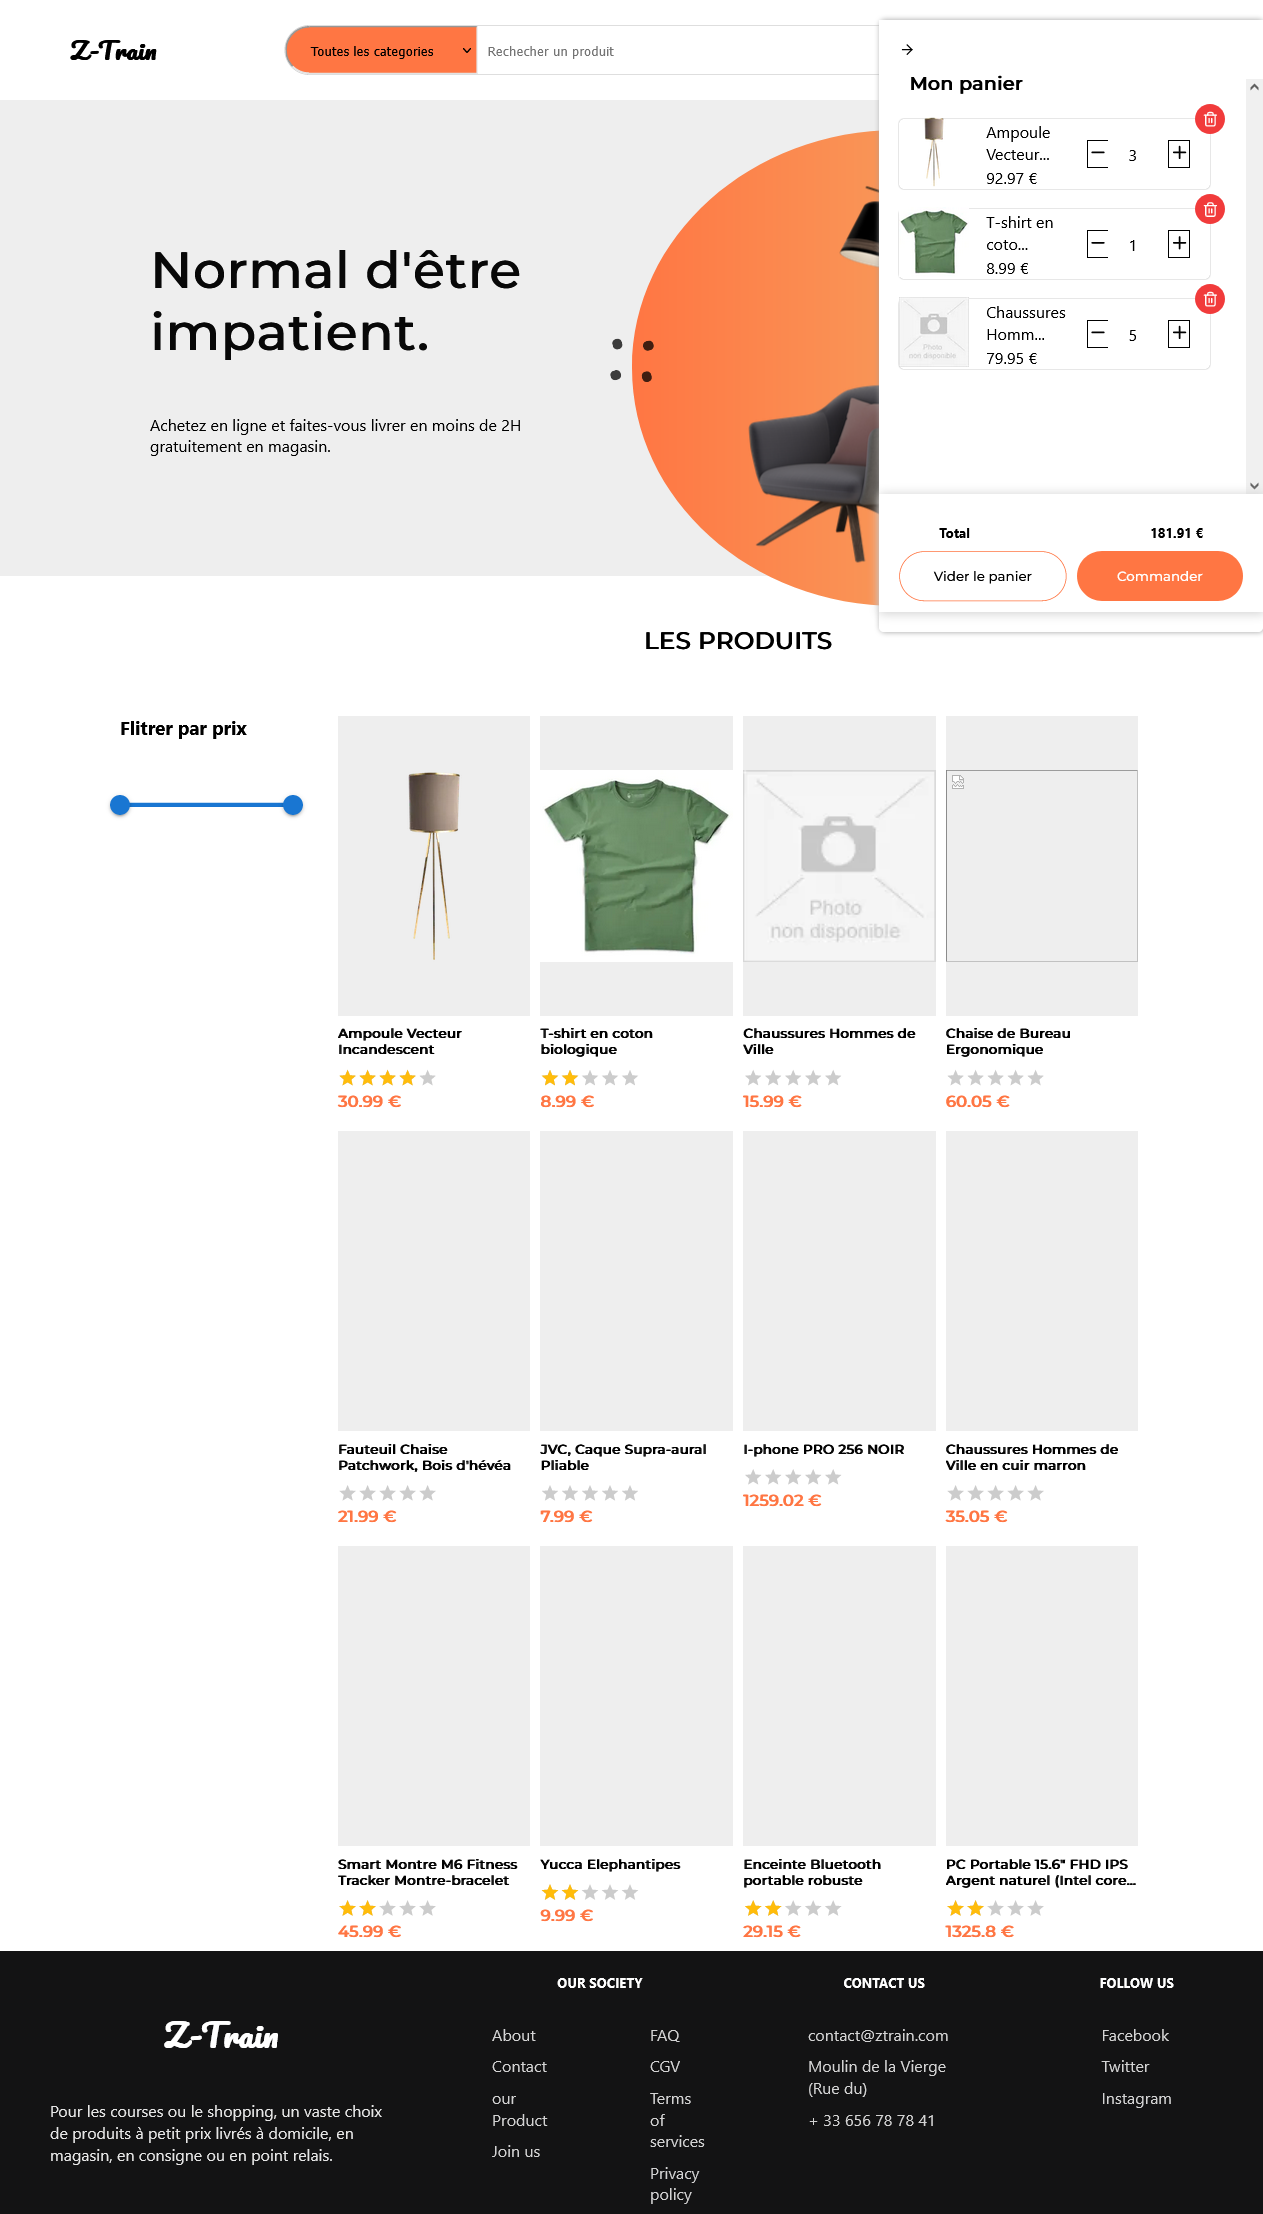 Z-Train
Toutes les categories
Rechecher un produit
Mon panier
Ampoule
Vecteur...
92.97 €
3
T-shirt en
coto...
8.99 €
1
Chaussures
Homm...
79.95 €
5
Photo
non disponible
Total
181.91 €
Vider le panier
Commander
Normal d'être
impatient.
Achetez en ligne et faites-vous livrer en moins de 2H
gratuitement en magasin.
LES PRODUITS
Flitrer par prix
Photo
non disponible
Ampoule Vecteur
Incandescent
30.99 €
T-shirt en coton
biologique
8.99 €
Chaussures Hommes de
Ville
15.99 €
Chaise de Bureau
Ergonomique
60.05 €
Fauteuil Chaise
Patchwork, Bois d'hévéa
21.99 €
JVC, Caque Supra-aural
Pliable
7.99 €
I-phone PRO 256 NOIR
1259.02 €
Chaussures Hommes de
Ville en cuir marron
35.05 €
Smart Montre M6 Fitness
Tracker Montre-bracelet
45.99 €
Yucca Elephantipes
9.99 €
Enceinte Bluetooth
portable robuste
29.15 €
PC Portable 15.6" FHD IPS
Argent naturel (Intel core...
1325.8 €
Z-Train
Pour les courses ou le shopping, un vaste choix
de produits à petit prix livrés à domicile, en
magasin, en consigne ou en point relais.
OUR SOCIETY
About
Contact
our
Product
Join us
FAQ
CGV
Terms
of
services
Privacy
policy
CONTACT US
contact@ztrain.com
Moulin de la Vierge
(Rue du)
+ 33 656 78 78 41
FOLLOW US
Facebook
Twitter
Instagram